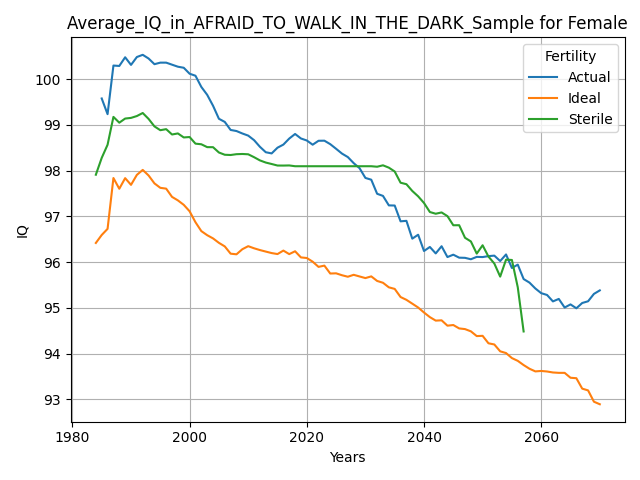 Average_IQ_in_AFRAID_TO_WALK_IN_THE_DARK_Sample for Female
Fertility
Actual
Ideal
Sterile
IQ
100
99
98
97
96
95
94
93
1980
2000
2020
2040
2060
Years